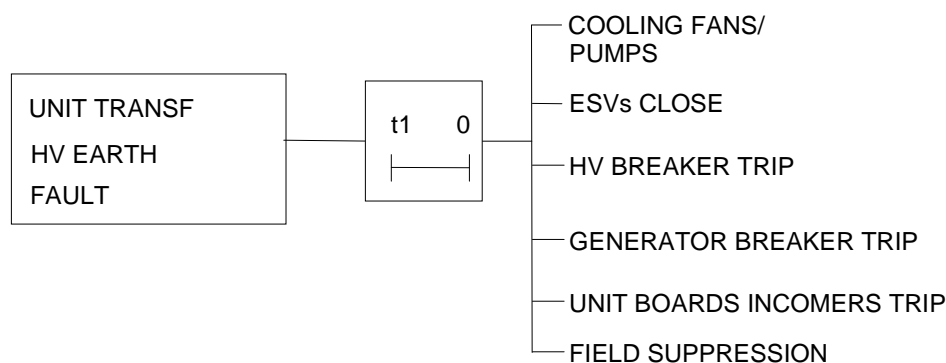 UNIT TRANSF
HV EARTH
FAULT
t1 0
COOLING FANS/
PUMPS
ESVs CLOSE
HV BREAKER TRIP
GENERATOR BREAKER TRIP
UNIT BOARDS INCOMERS TRIP
FIELD SUPPRESSION